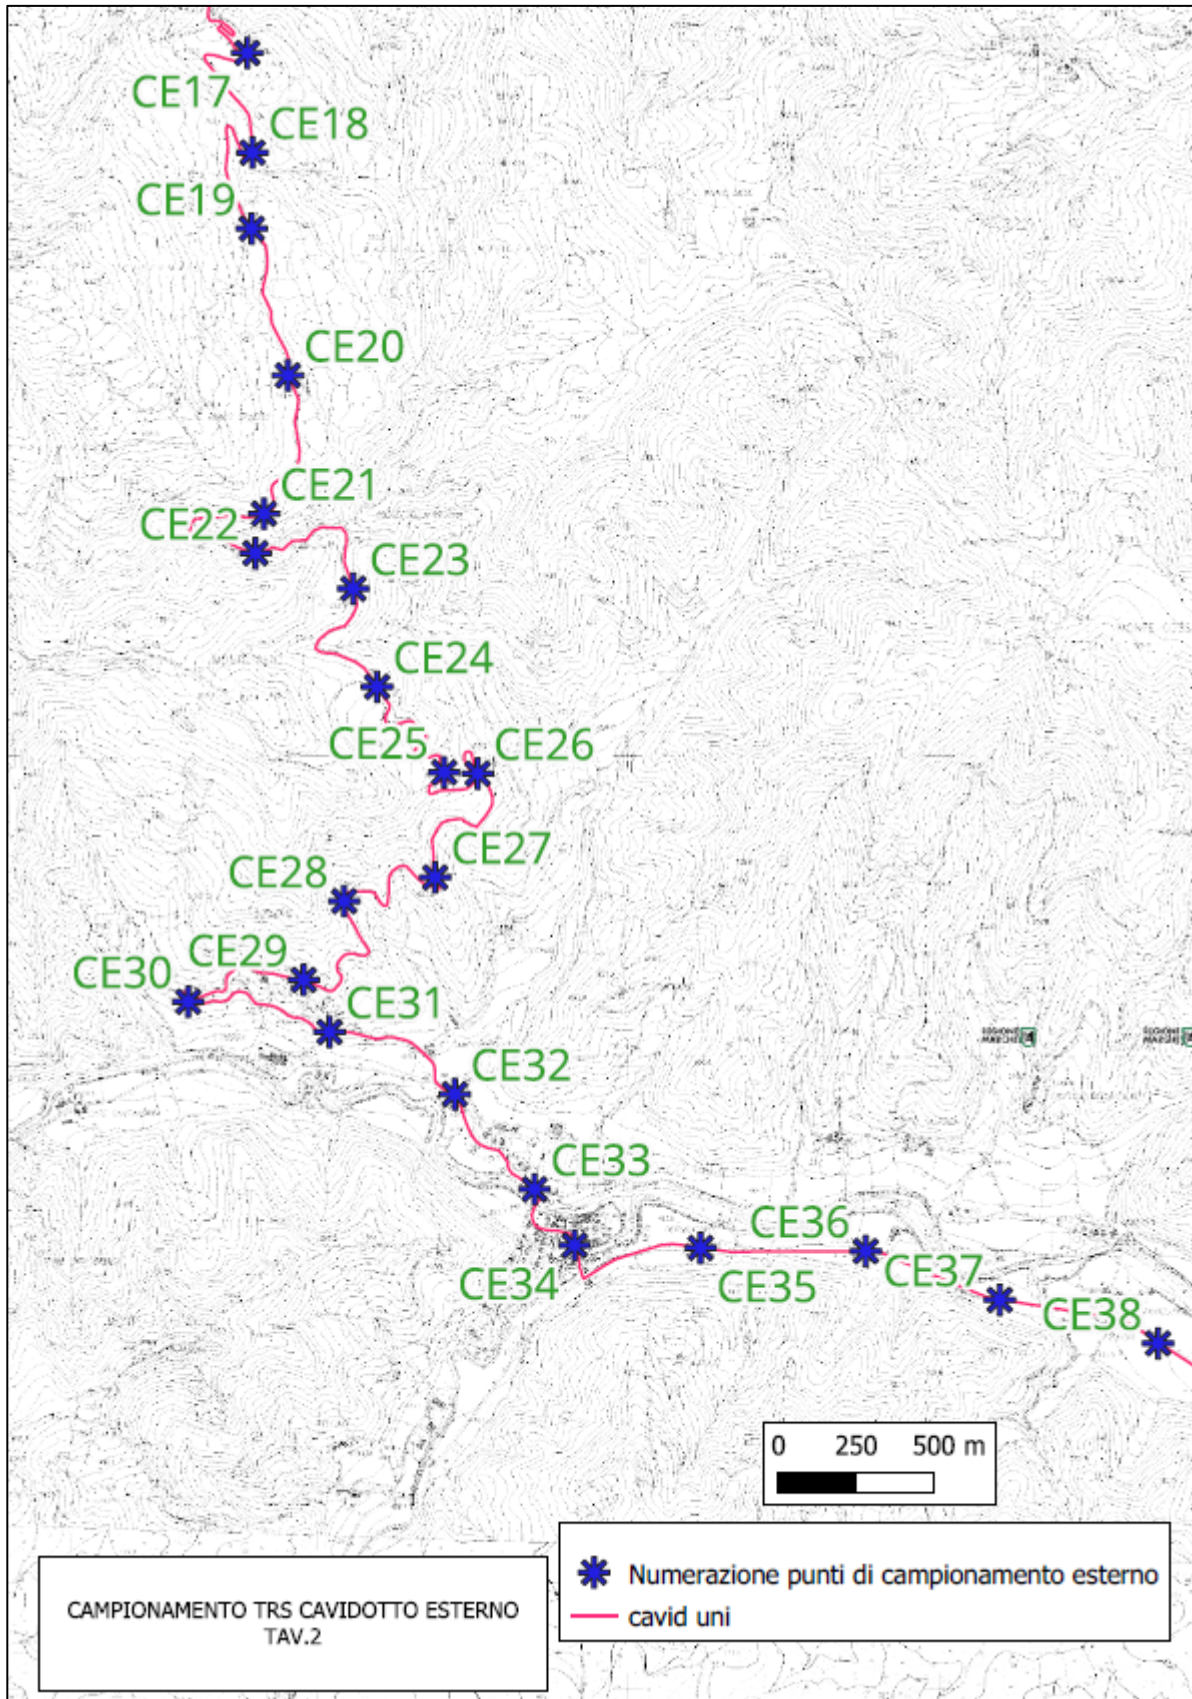 CE17
CE18
CE19
CE20
CE21
CE22
CE23
CE24
CE25
CE26
CE27
CE28
CE29
CE30
CE31
CE32
CE33
CE34
CE35
CE36
CE37
CE38
0 250 500 m
Numerazione punti di campionamento esterno
cavid uni
CAMPIONAMENTO TRS CAVIDOTTO ESTERNO
TAV.2